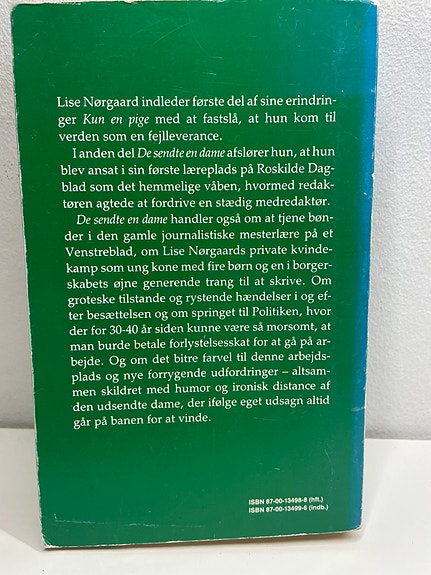 Lise Nørgaard indleder første del af sine erindrin-
ger Kun en pige med at fastslå, at hun kom til
verden som en fejlleverance.
I anden del De sendte en dame afslører hun, at hun
blev ansat i sin første læreplads på Roskilde Dag-
blad som det hemmelige våben, hvormed redak-
tøren agtede at fordrive en stædig medredaktør.
De sendte en dame handler også om at tjene bøn-
der i den gamle journalistiske mesterlære på et
Venstreblad, om Lise Nørgaards private kvinde-
kamp som ung kone med fire børn og en i borger-
skabets øjne generende trang til at skrive. Om
groteske tilstande og rystende hændelser i og ef-
ter besættelsen og om springet til Politiken, hvor
der for 30-40 år siden kunne være så morsomt, at
man burde betale forlystelsesskat for at gå på ar-
bejde. Og om det bitre farvel til denne arbejds-
plads og nye forrygende udfordringer – altsam-
men skildret med humor og ironisk distance af
den udsendte dame, der ifølge eget udsagn altid
går på banen for at vinde.
ISBN 87-00-13498-8 (hft.)
ISBN 87-00-13499-6 (indb.)